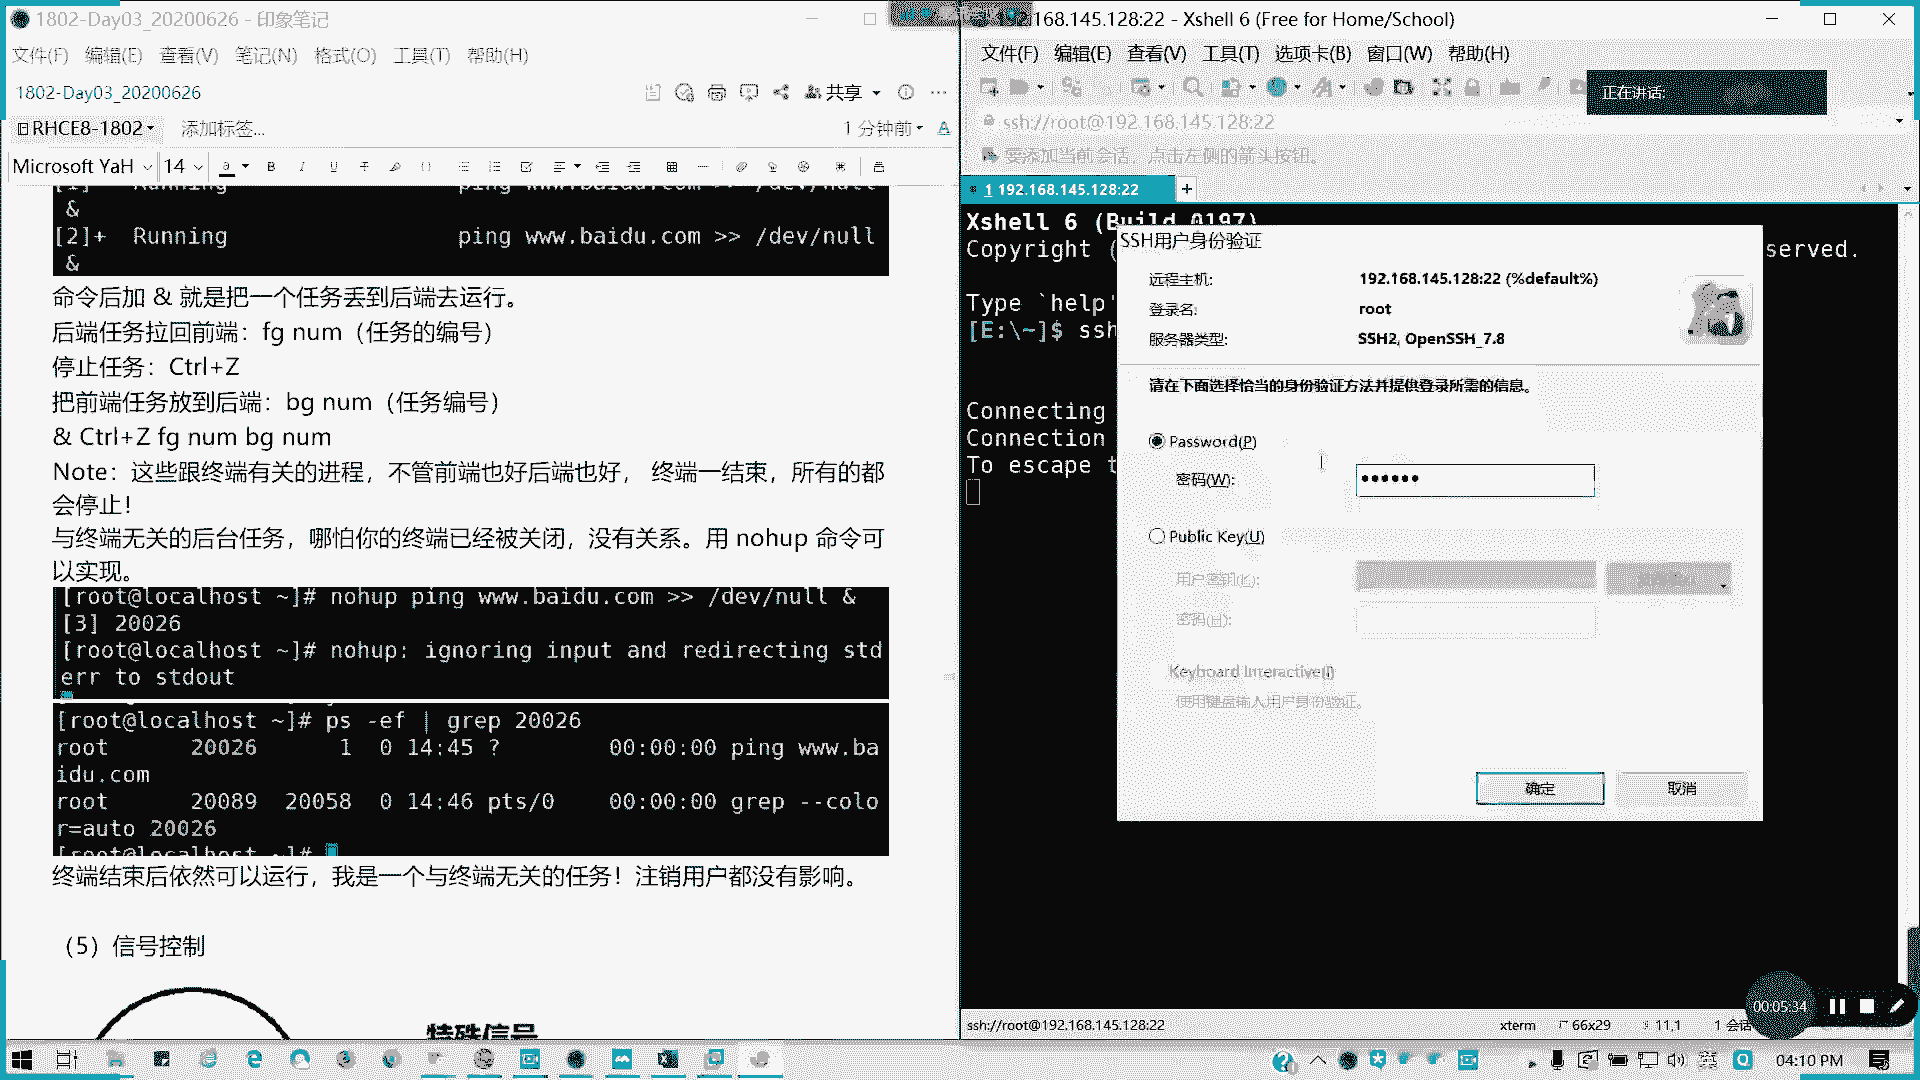 1802-Day03_20200626 - 印象笔记
文件(F) 编辑(E) 查看(V) 笔记(N) 格式(O) 工具(T) 帮助(H)
1802-Day03_20200626
共享
RHCE8-1802
添加标签...
1 分钟前
Microsoft YaH
14
[1]- Running ping www.baidu.com >> /dev/null
&
[2]+ Running ping www.baidu.com >> /dev/null
&
命令后加 & 就是把一个任务丢到后端去运行。
后端任务拉回前端：fg num（任务的编号）
停止任务：Ctrl+Z
把前端任务放到后端：bg num（任务编号）
& Ctrl+Z fg num bg num
Note：这些跟终端有关的进程，不管前端也好后端也好， 终端一结束，所有的都
会停止！
与终端无关的后台任务，哪怕你的终端已经被关闭，没有关系。用 nohup 命令可
以实现。
[root@localhost ~]# nohup ping www.baidu.com >> /dev/null &
[3] 20026
[root@localhost ~]# nohup: ignoring input and redirecting std
err to stdout
[root@localhost ~]# ps -ef | grep 20026
root 20026 1 0 14:45 ? 00:00:00 ping www.ba
idu.com
root 20089 20058 0 14:46 pts/0 00:00:00 grep --colo
r=auto 20026
[root@localhost ~]#
终端结束后依然可以运行，我是一个与终端无关的任务！注销用户都没有影响。
（5）信号控制
特殊信号
192.168.145.128:22 - Xshell 6 (Free for Home/School)
文件(F) 编辑(E) 查看(V) 工具(T) 选项卡(B) 窗口(W) 帮助(H)
正在讲话:
ssh://root@192.168.145.128:22
要添加当前会话，点击左侧的箭头按钮。
1 192.168.145.128:22
Xshell 6 (Build 0197)
Copyright (
served.
Type `help'
[E:\~]$ ssh
Connecting
Connection
To escape t
SSH用户身份验证
远程主机: 192.168.145.128:22 (%default%)
登录名: root
服务器类型: SSH2, OpenSSH_7.8
请在下面选择恰当的身份验证方法并提供登录所需的信息。
Password(P)
密码(W):
Public Key(U)
用户密钥(K):
密码(H):
Keyboard Interactive(I)
使用键盘输入用户身份验证。
确定
取消
ssh://root@192.168.145.128:22
xterm
66x29
11,1
1 会话
00:05:34
英
04:10 PM